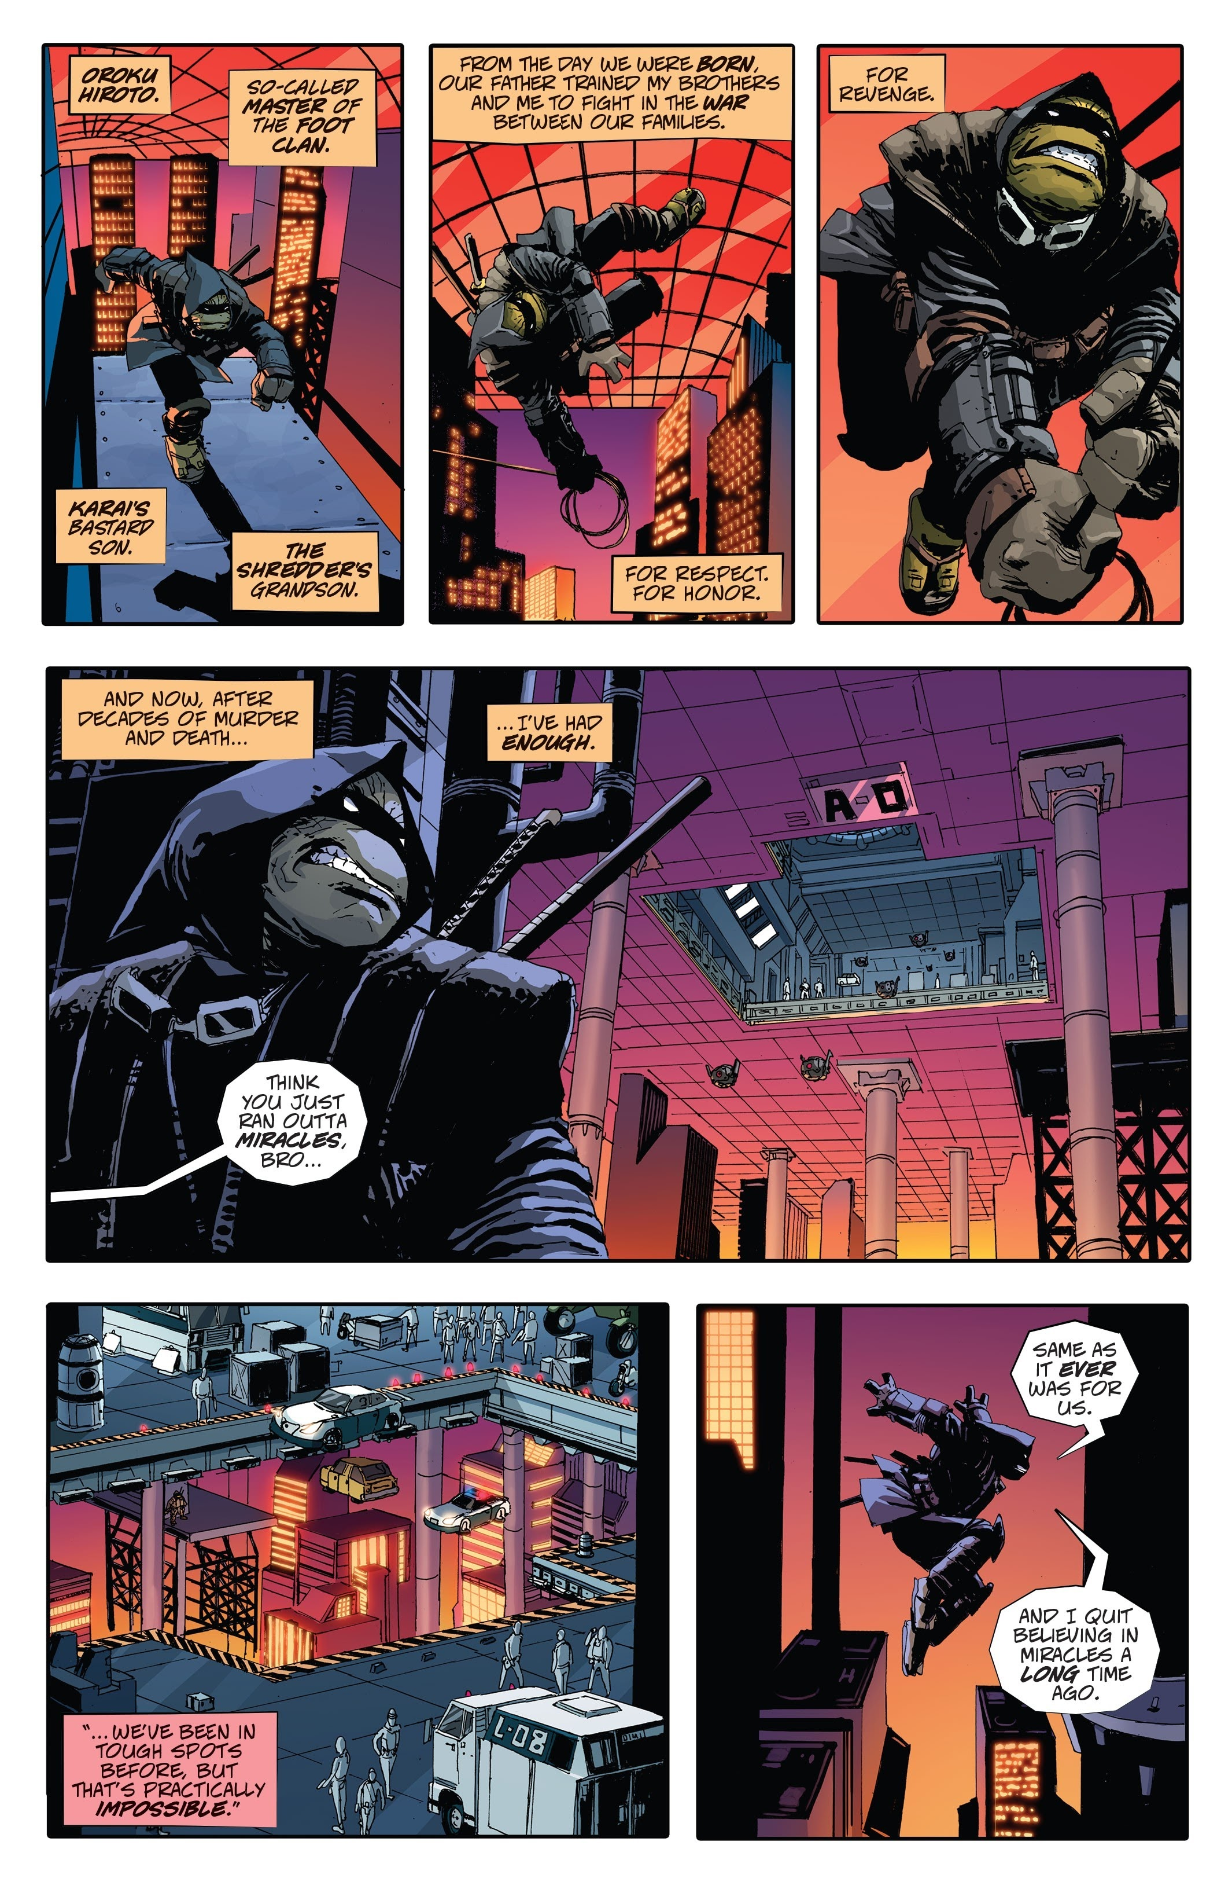 OROKU
HIROTO.
SO-CALLED
MASTER OF
THE FOOT
CLAN.
KARAI'S
BASTARD
SON.
THE
SHREDDER'S
GRANDSON.
FROM THE DAY WE WERE BORN,
OUR FATHER TRAINED MY BROTHERS
AND ME TO FIGHT IN THE WAR
BETWEEN OUR FAMILIES.
FOR RESPECT.
FOR HONOR.
FOR
REVENGE.
AND NOW, AFTER
DECADES OF MURDER
AND DEATH...
...I'VE HAD
ENOUGH.
A-D
THINK
YOU JUST
RAN OUTTA
MIRACLES,
BRO...
L-08
"...WE'VE BEEN IN
TOUGH SPOTS
BEFORE, BUT
THAT'S PRACTICALLY
IMPOSSIBLE."
SAME AS
IT EVER
WAS FOR
US.
AND I QUIT
BELIEVING IN
MIRACLES A
LONG TIME
AGO.
H